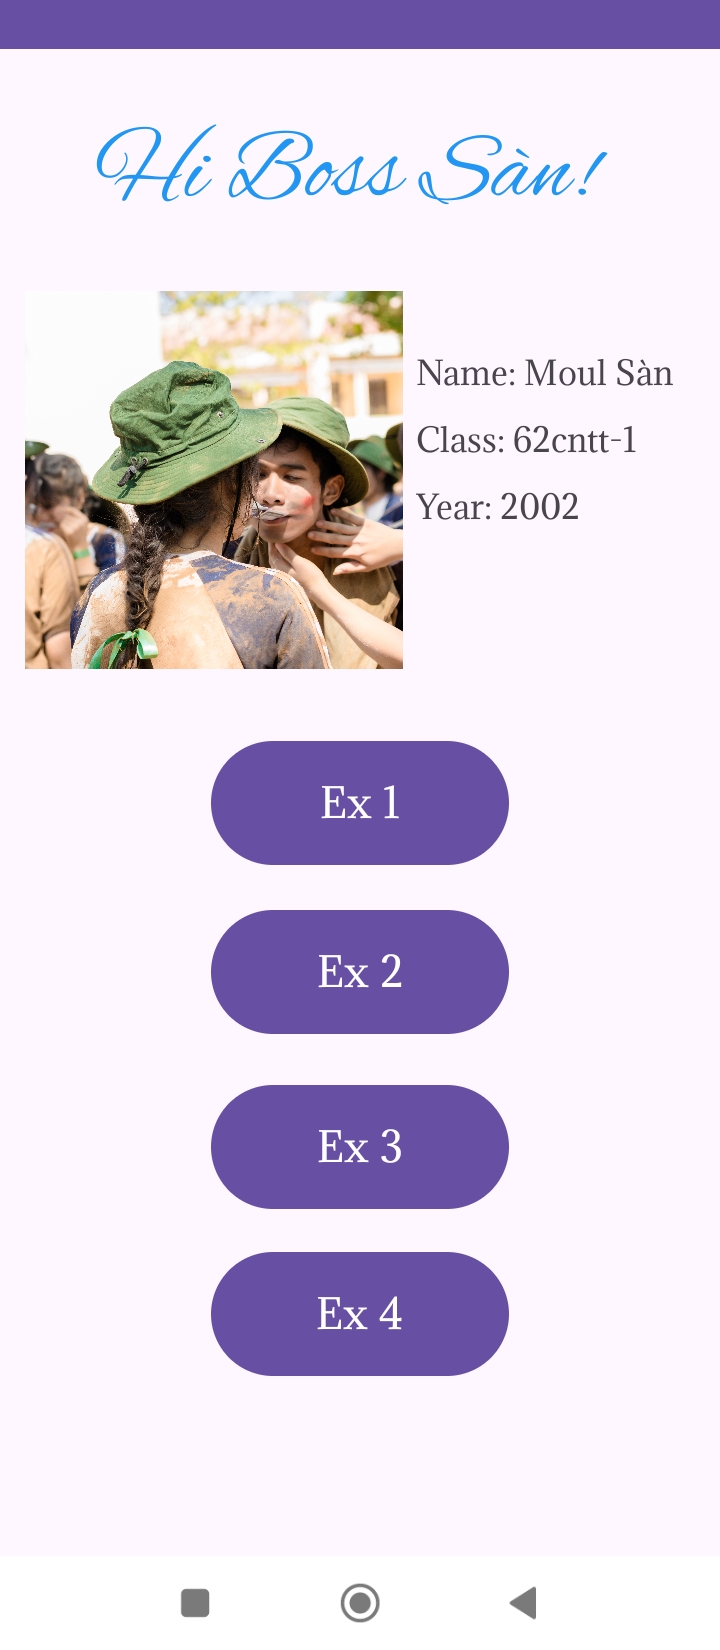 Hi Boss Sàn!
Name: Moul Sàn
Class: 62cntt-1
Year: 2002
Ex 1
Ex 2
Ex 3
Ex 4